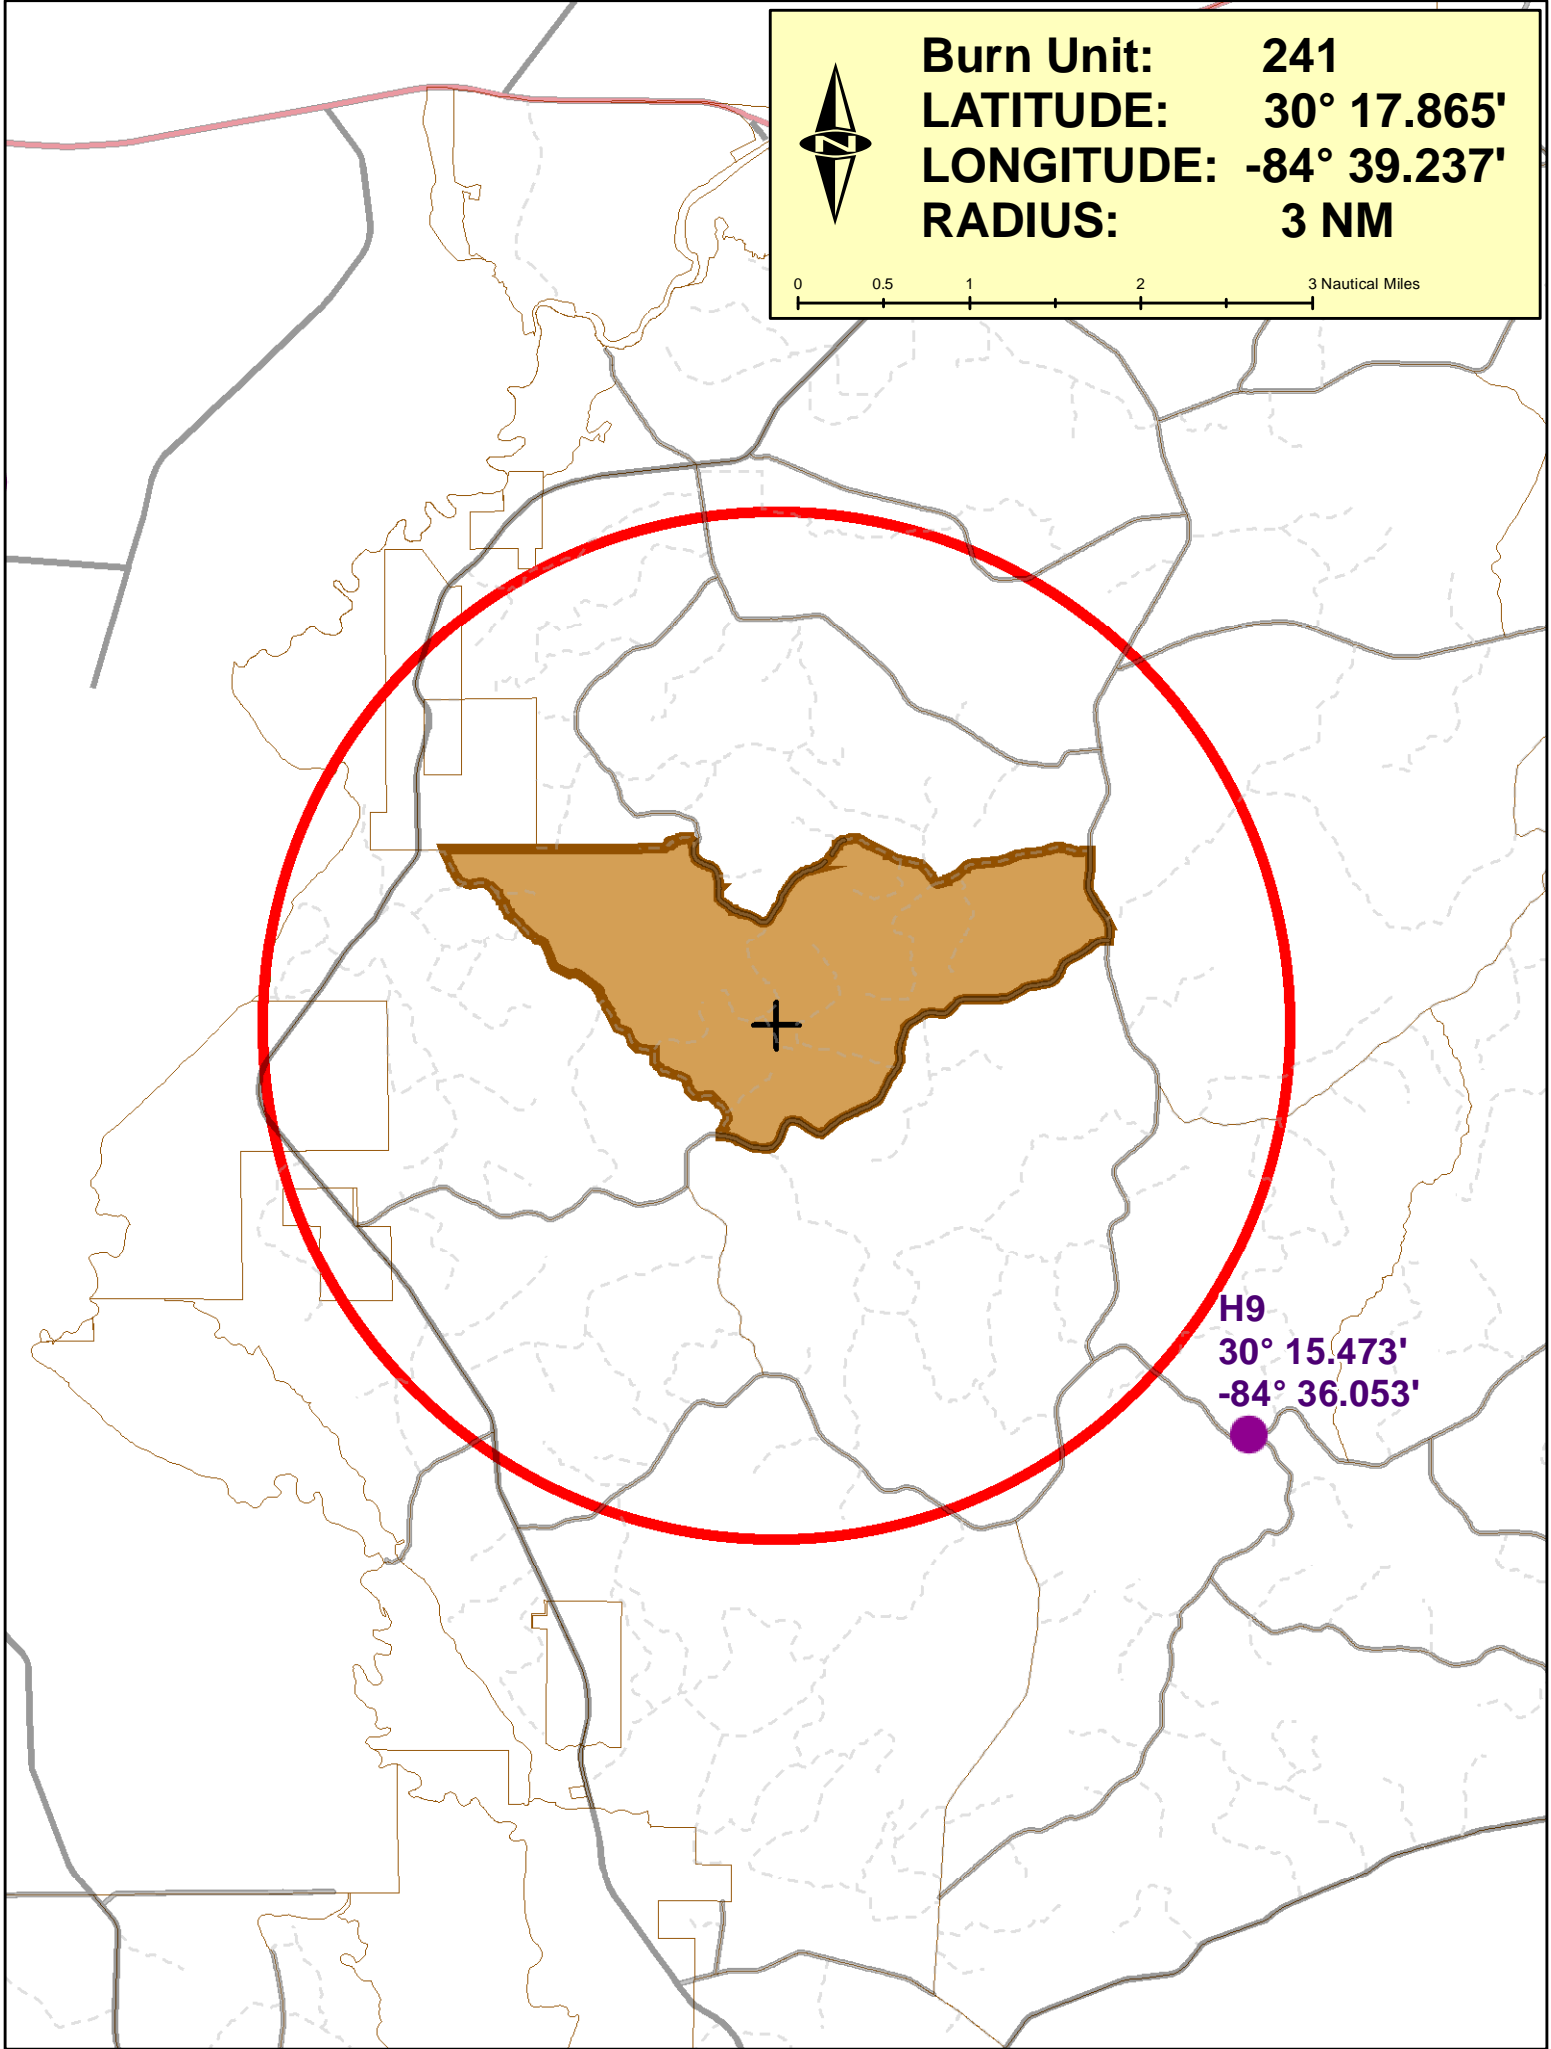 Burn Unit: 241
LATITUDE: 30° 17.865'
LONGITUDE: -84° 39.237'
RADIUS: 3 NM
N
0 0.5 1 2 3 Nautical Miles
H9
30° 15.473'
-84° 36.053'